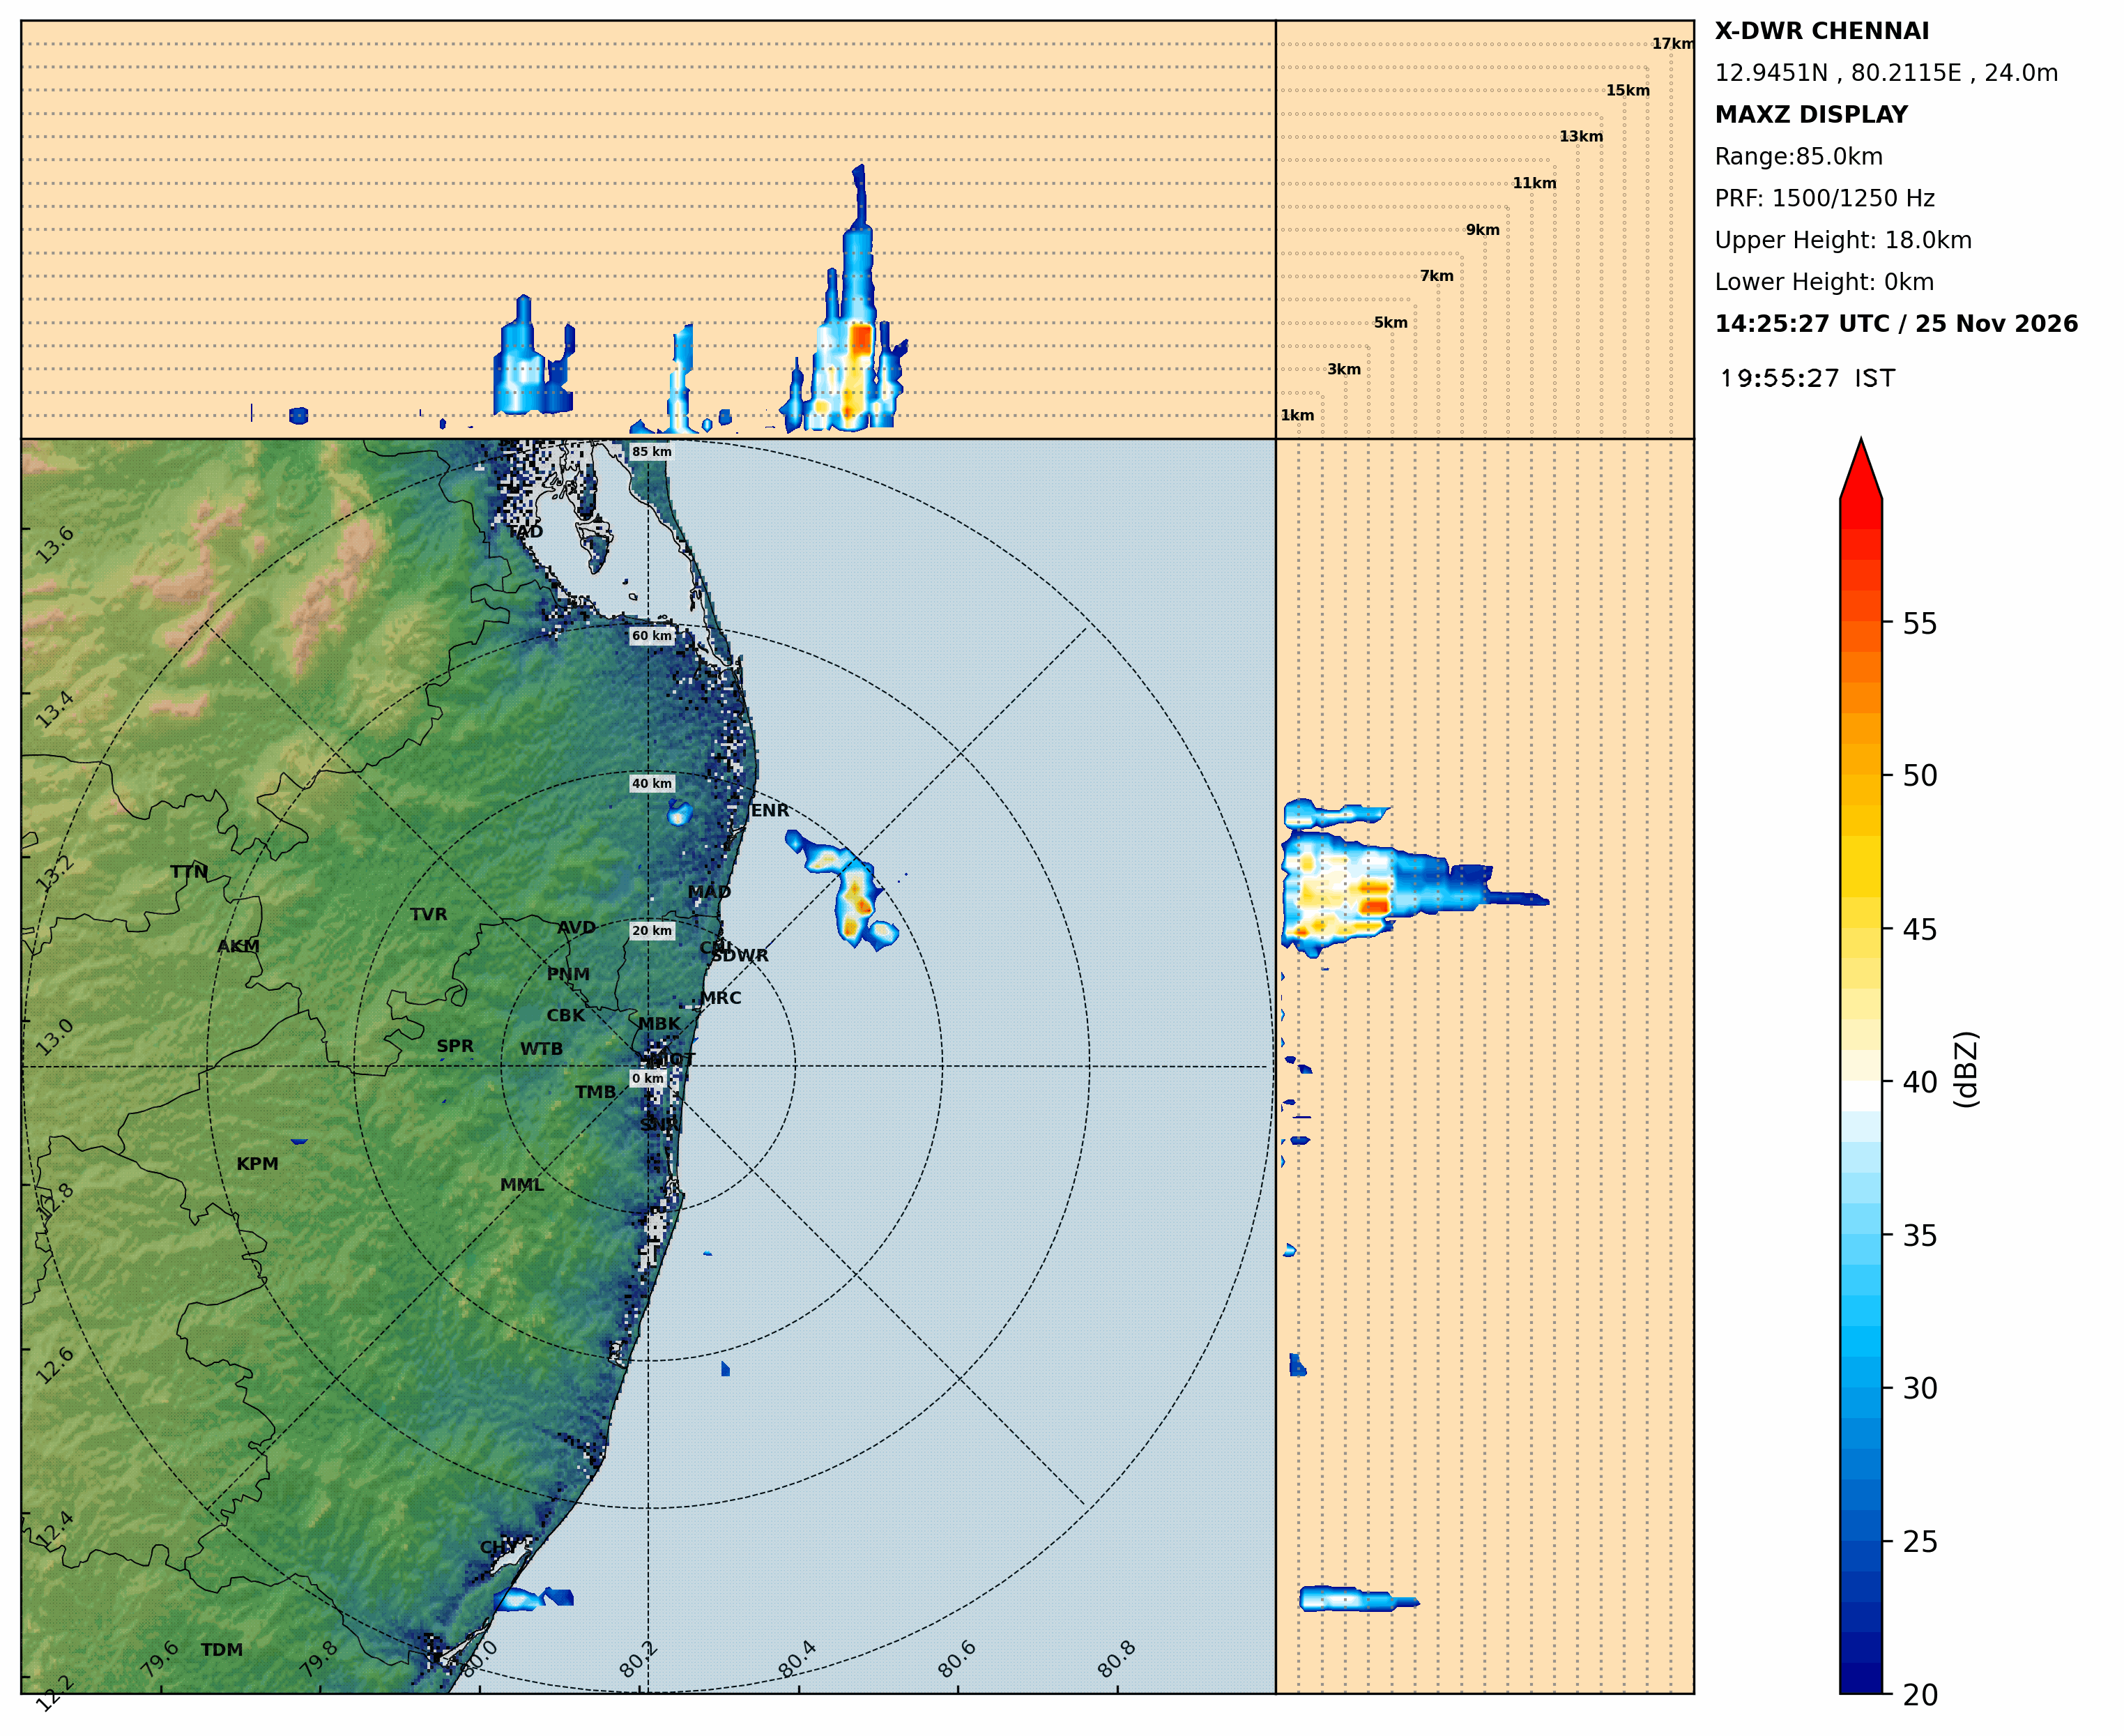 X-DWR CHENNAI
12.9451N , 80.2115E , 24.0m
MAXZ DISPLAY
Range:85.0km
PRF: 1500/1250 Hz
Upper Height: 18.0km
Lower Height: 0km
14:25:27 UTC / 25 Nov 2026
19:55:27 IST
17km
15km
13km
11km
9km
7km
5km
3km
1km
85 km
TAD
13.6
60 km
13.4
40 km
ENR
13.2
TTN
MAD
TVR
AVD
20 km
AKM
CNI
SDWR
PNM
MRC
CBK
MBK
13.0
SPR
WTB
0 km
TMB
SNR
KPM
MML
12.8
12.6
12.4
CHY
TDM
12.2
79.6
79.8
80.0
80.2
80.4
80.6
80.8
55
50
45
40
35
30
25
20
(dBZ)